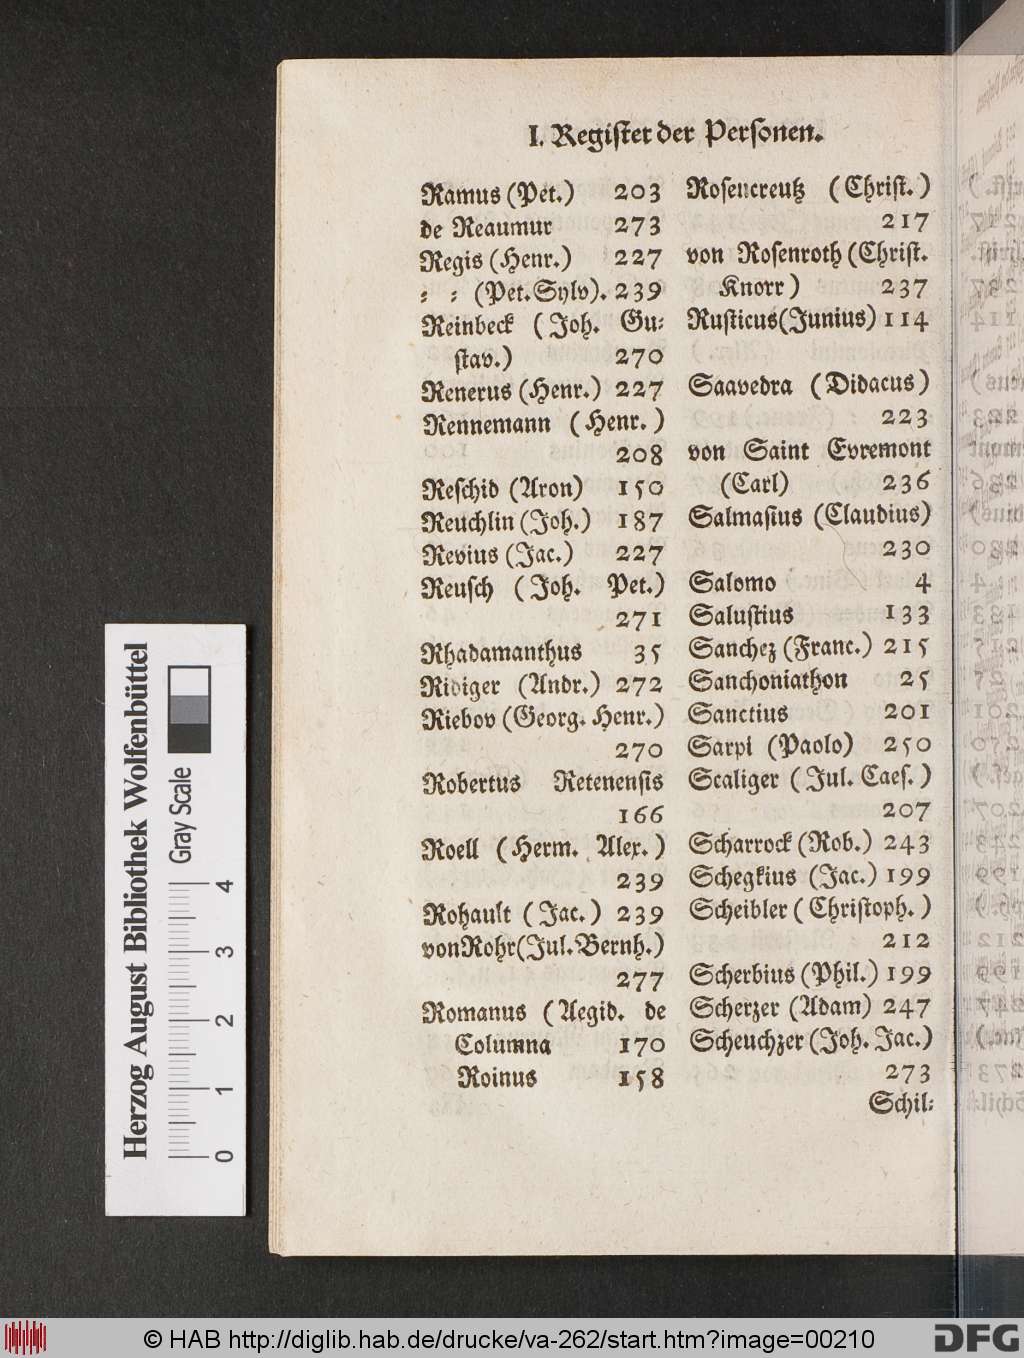 I. Regiſter der Perſonen.
Ramus (Pet.) 203
de Reaumur 273
Regis (Henr.) 227
⸗ ⸗ (Pet. Sylv). 239
Reinbeck (Joh. Gu⸗
ſtav.) 270
Renerus (Henr.) 227
Rennemann (Henr.)
208
Reſchid (Aron) 150
Reuchlin (Joh.) 187
Revius (Jac.) 227
Reuſch (Joh. Pet.)
271
Rhadamanthus 35
Ridiger (Andr.) 272
Riebov (Georg. Henr.)
270
Robertus Retenenſis
166
Roell (Herm. Alex.)
239
Rohault (Jac.) 239
von Rohr (Jul. Bernh.)
277
Romanus (Aegid. de
Columna 170
Roinus 158
Roſencreutz (Chriſt.)
217
von Roſenroth (Chriſt.
Knorr) 237
Ruſticus (Junius) 114
Saavedra (Didacus)
223
von Saint Evremont
(Carl) 236
Salmaſius (Claudius)
230
Salomo 4
Saluſtius 133
Sanchez (Franc.) 215
Sanchoniathon 25
Sanctius 201
Sarpi (Paolo) 250
Scaliger (Jul. Caeſ.)
207
Scharrock (Rob.) 243
Schegkius (Jac.) 199
Scheibler (Chriſtoph.)
212
Scherbius (Phil.) 199
Scherzer (Adam) 247
Scheuchzer (Joh. Jac.)
273
Schil⸗
Herzog August Bibliothek Wolfenbüttel
Gray Scale
0 1 2 3 4
© HAB http://diglib.hab.de/drucke/va-262/start.htm?image=00210
DFG